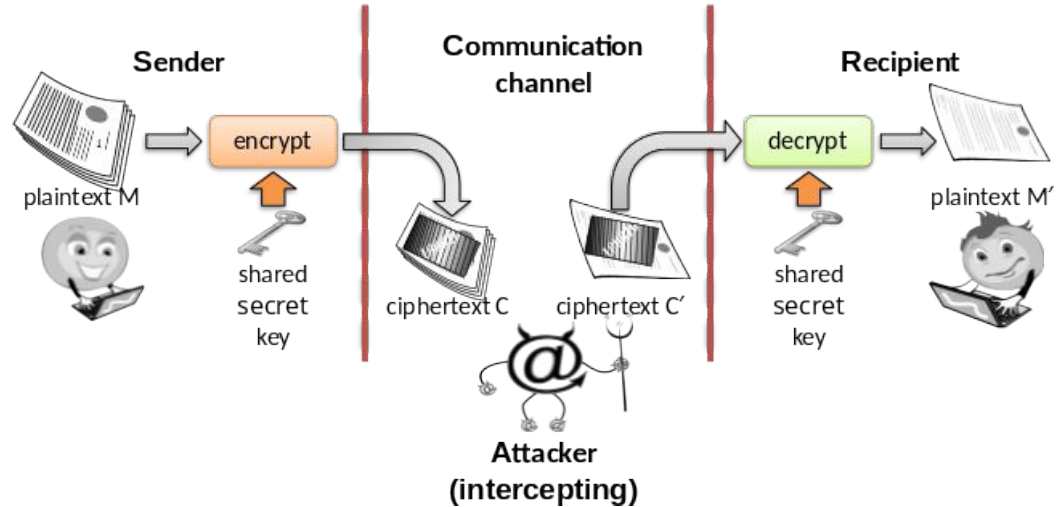 Sender
Communication
channel
Recipient
encrypt
decrypt
plaintext M
plaintext M′
shared
secret
key
ciphertext C
ciphertext C′
shared
secret
key
@
Attacker
(intercepting)